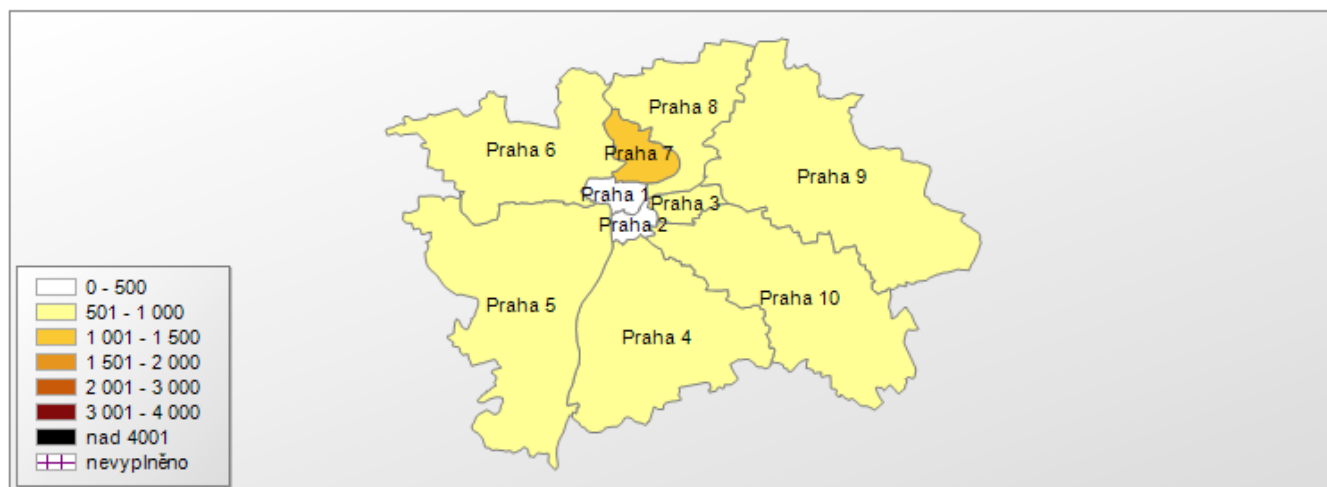 Praha 8
Praha 6
Praha 7
Praha 9
Praha 1
Praha 3
Praha 2
Praha 10
Praha 5
Praha 4
0 - 500
501 - 1 000
1 001 - 1 500
1 501 - 2 000
2 001 - 3 000
3 001 - 4 000
nad 4001
nevyplněno